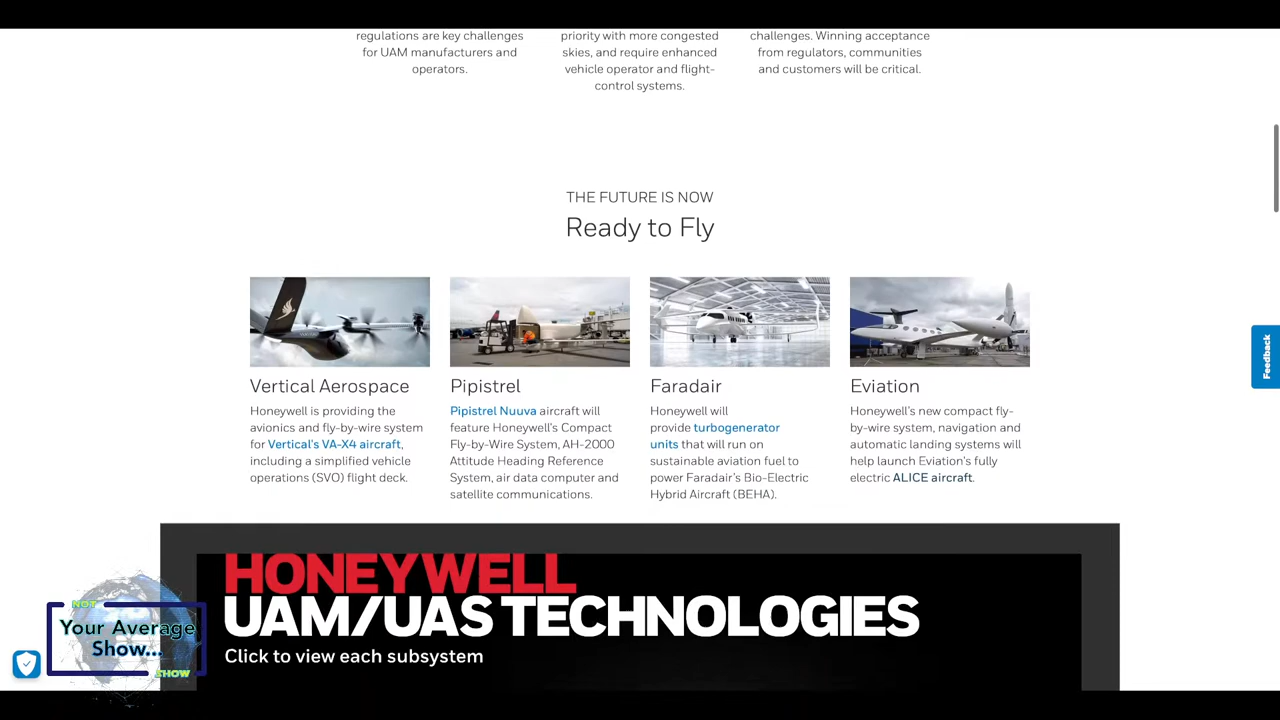 regulations are key challenges
for UAM manufacturers and
operators.
priority with more congested
skies, and require enhanced
vehicle operator and flight-
control systems.
challenges. Winning acceptance
from regulators, communities
and customers will be critical.
THE FUTURE IS NOW
Ready to Fly
Vertical Aerospace
Honeywell is providing the
avionics and fly-by-wire system
for Vertical's VA-X4 aircraft,
including a simplified vehicle
operations (SVO) flight deck.
Pipistrel
Pipistrel Nuuva aircraft will
feature Honeywell's Compact
Fly-by-Wire System, AH-2000
Attitude Heading Reference
System, air data computer and
satellite communications.
Faradair
Honeywell will
provide turbogenerator
units that will run on
sustainable aviation fuel to
power Faradair's Bio-Electric
Hybrid Aircraft (BEHA).
Eviation
Honeywell's new compact fly-
by-wire system, navigation and
automatic landing systems will
help launch Eviation's fully
electric ALICE aircraft.
Feedback
HONEYWELL
UAM/UAS TECHNOLOGIES
Click to view each subsystem
NOT
Your Average
Show...
SHOW